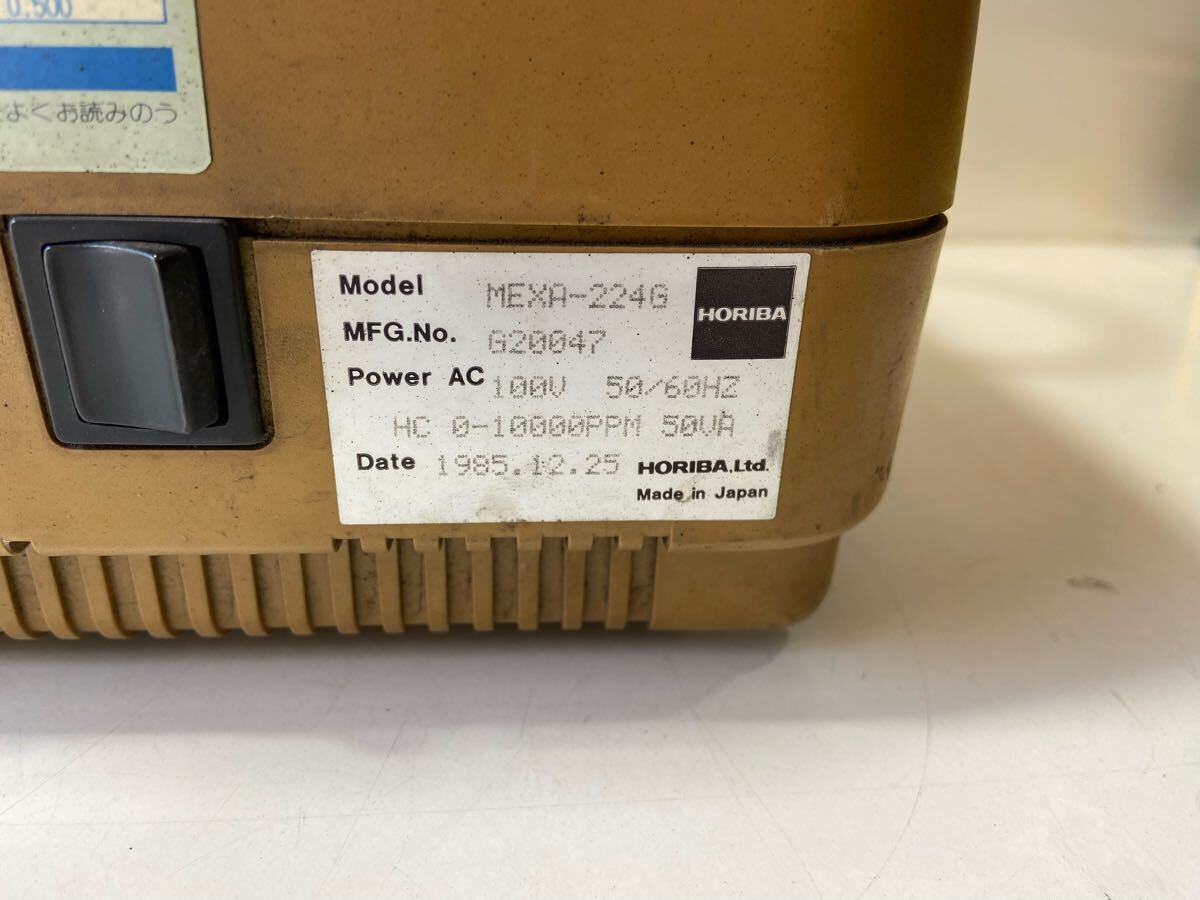 0.500
よくお読みのう
Model MEXA-224G
HORIBA
MFG.No. G20047
Power AC 100V 50/60HZ
HC 0-10000PPM 50VA
Date 1985.12.25 HORIBA,Ltd.
Made in Japan